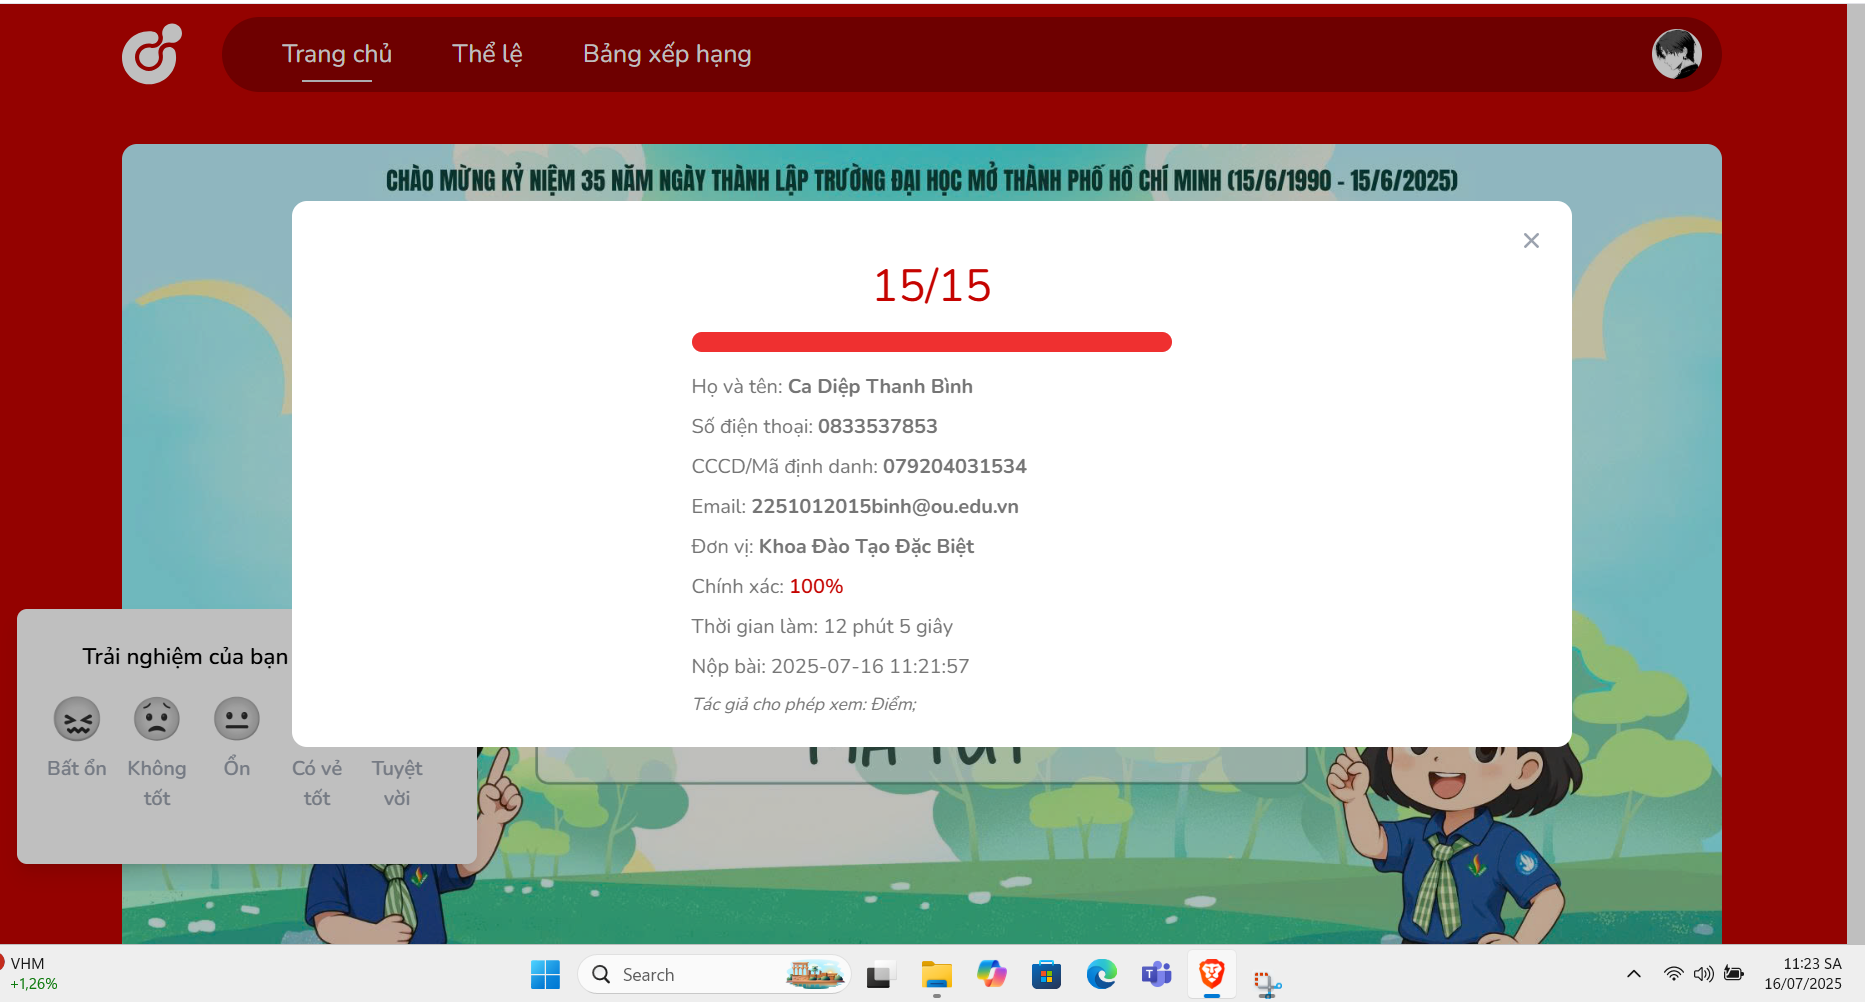 Trang chủ
Thể lệ
Bảng xếp hạng
CHÀO MỪNG KỶ NIỆM 35 NĂM NGÀY THÀNH LẬP TRƯỜNG ĐẠI HỌC MỞ THÀNH PHỐ HỒ CHÍ MINH (15/6/1990 - 15/6/2025)
15/15
Họ và tên: Ca Diệp Thanh Bình
Số điện thoại: 0833537853
CCCD/Mã định danh: 079204031534
Email: 2251012015binh@ou.edu.vn
Đơn vị: Khoa Đào Tạo Đặc Biệt
Chính xác: 100%
Thời gian làm: 12 phút 5 giây
Nộp bài: 2025-07-16 11:21:57
Tác giả cho phép xem: Điểm;
Trải nghiệm của bạn
Bất ổn
Không tốt
Ổn
Có vẻ tốt
Tuyệt vời
VHM
+1,26%
Search
11:23 SA
16/07/2025